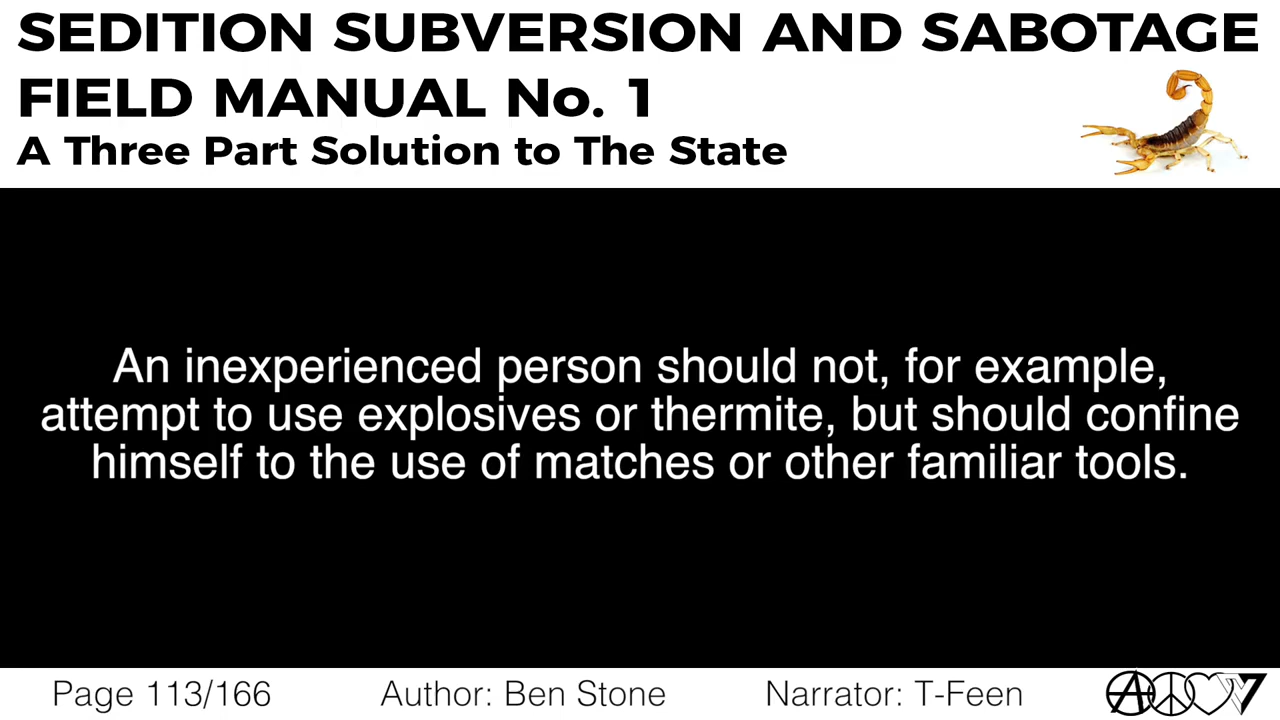 SEDITION SUBVERSION AND SABOTAGE
FIELD MANUAL No. 1
A Three Part Solution to The State
An inexperienced person should not, for example,
attempt to use explosives or thermite, but should confine
himself to the use of matches or other familiar tools.
Page 113/166 Author: Ben Stone Narrator: T-Feen